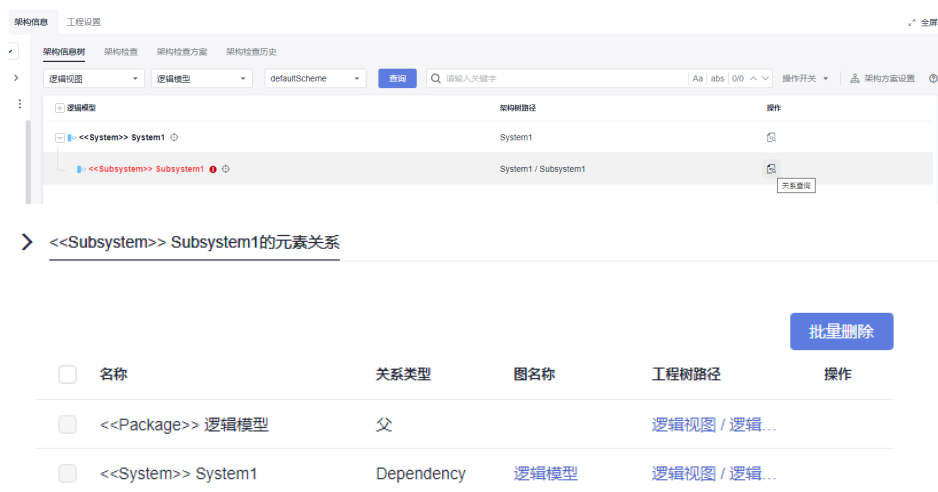 架构信息 工程设置
全屏
架构信息树 架构检查 架构检查方案 架构检查历史
逻辑视图 逻辑模型 defaultScheme 查询 请输入关键字 Aa abs 0/0 操作开关 架构方案设置
逻辑模型 架构树路径 操作
<<System>> System1 System1
<<Subsystem>> Subsystem1 System1 / Subsystem1
关系查询
<<Subsystem>> Subsystem1的元素关系
批量删除
名称 关系类型 图名称 工程树路径 操作
<<Package>> 逻辑模型 父 逻辑视图 / 逻辑...
<<System>> System1 Dependency 逻辑模型 逻辑视图 / 逻辑...